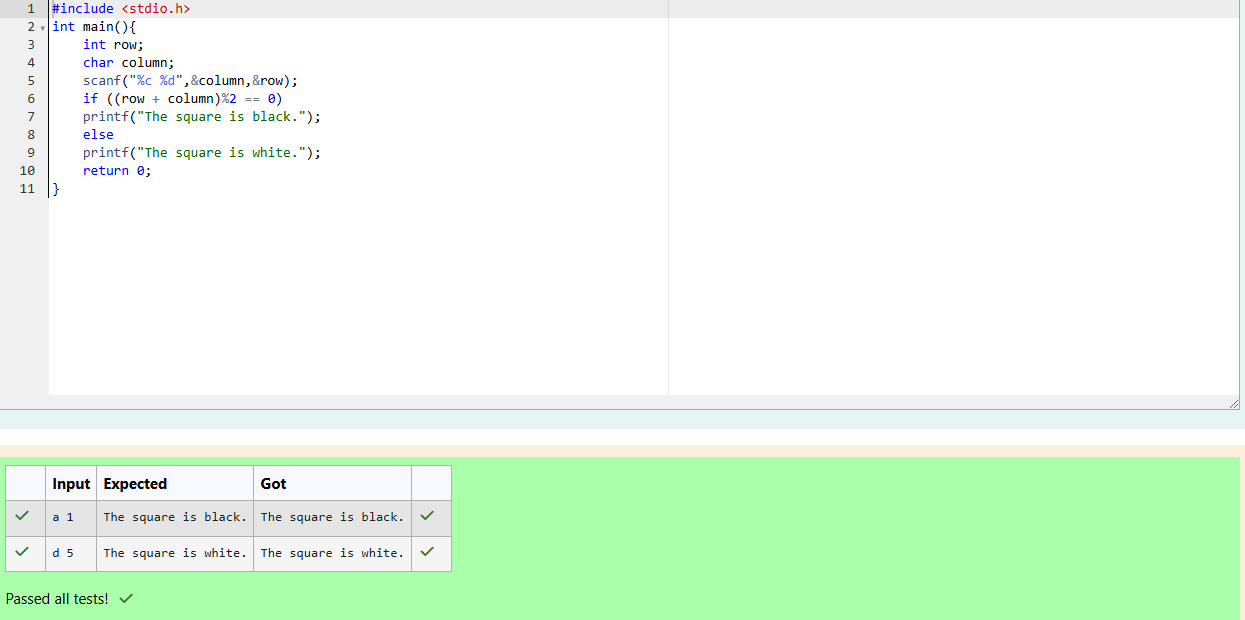 1 #include <stdio.h>
2 int main(){
3     int row;
4     char column;
5     scanf("%c %d",&column,&row);
6     if ((row + column)%2 == 0)
7     printf("The square is black.");
8     else
9     printf("The square is white.");
10     return 0;
11 }
Input Expected Got
a 1 The square is black. The square is black.
d 5 The square is white. The square is white.
Passed all tests!